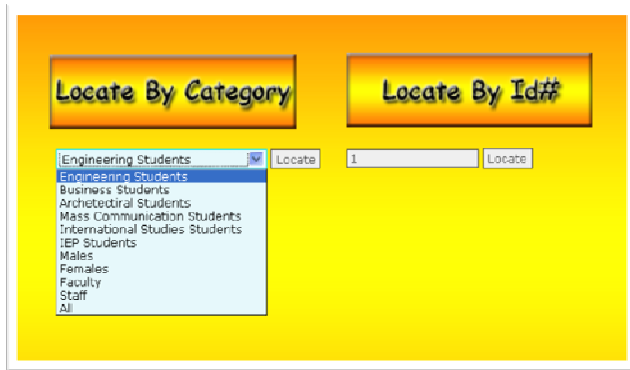 Locate By Category
Locate By Id#
Engineering Students
Locate
1
Locate
Engineering Students
Business Students
Archetectiral Students
Mass Communication Students
International Studies Students
IEP Students
Males
Females
Faculty
Staff
All